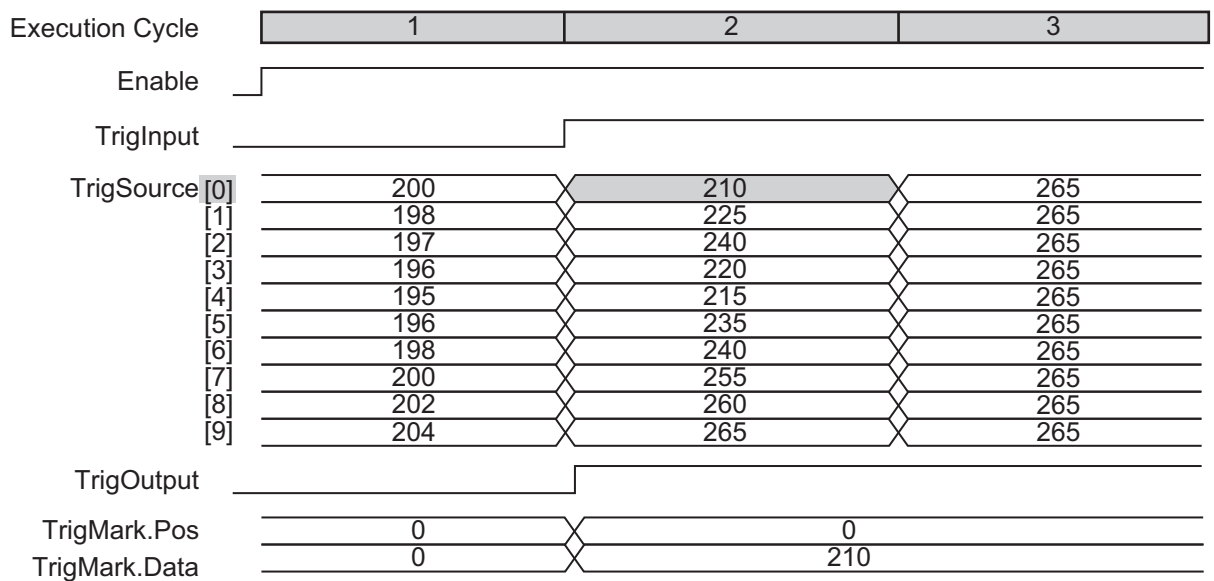 Execution Cycle 1 2 3
Enable
TrigInput
TrigSource [0] 200 210 265
[1] 198 225 265
[2] 197 240 265
[3] 196 220 265
[4] 195 215 265
[5] 196 235 265
[6] 198 240 265
[7] 200 255 265
[8] 202 260 265
[9] 204 265 265
TrigOutput
TrigMark.Pos 0 0
TrigMark.Data 0 210